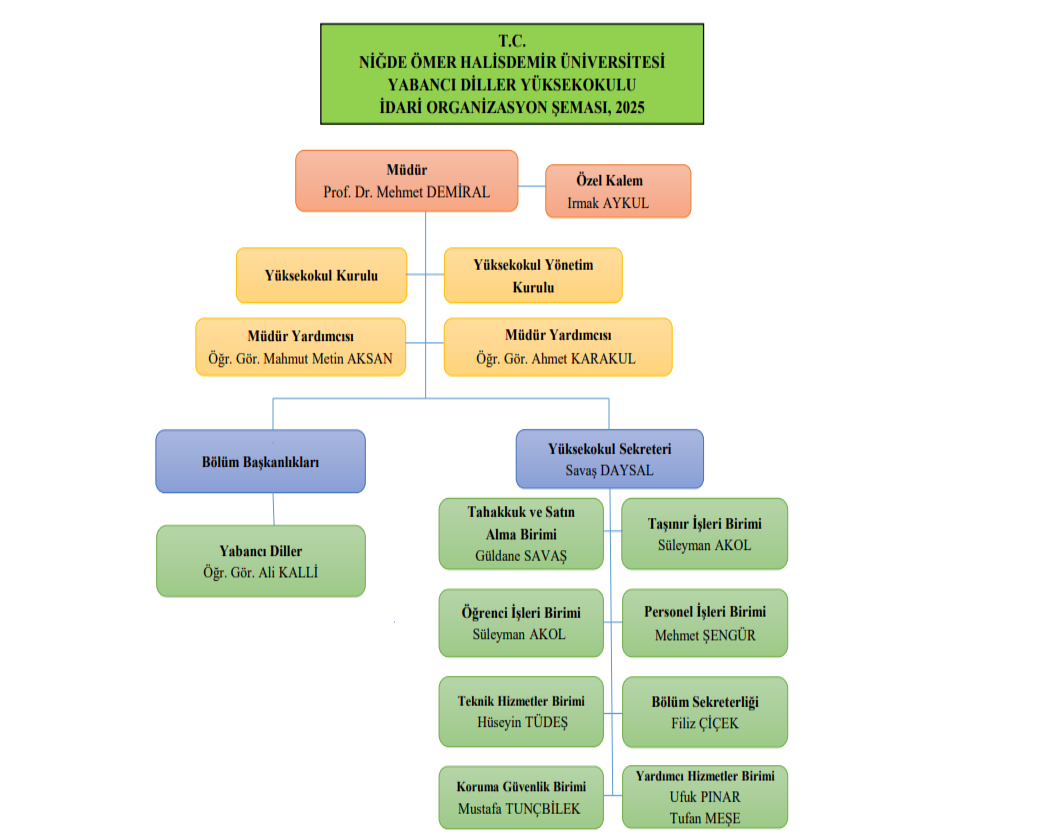 T.C.
NİĞDE ÖMER HALİSDEMİR ÜNİVERSİTESİ
YABANCI DİLLER YÜKSEKOKULU
İDARİ ORGANİZASYON ŞEMASI, 2025
Müdür
Prof. Dr. Mehmet DEMİRAL
Özel Kalem
Irmak AYKUL
Yüksekokul Kurulu
Yüksekokul Yönetim
Kurulu
Müdür Yardımcısı
Öğr. Gör. Mahmut Metin AKSAN
Müdür Yardımcısı
Öğr. Gör. Ahmet KARAKUL
Bölüm Başkanlıkları
Yabancı Diller
Öğr. Gör. Ali KALLİ
Yüksekokul Sekreteri
Savaş DAYSAL
Tahakkuk ve Satın
Alma Birimi
Güldane SAVAŞ
Taşınır İşleri Birimi
Süleyman AKOL
Öğrenci İşleri Birimi
Süleyman AKOL
Personel İşleri Birimi
Mehmet ŞENGÜR
Teknik Hizmetler Birimi
Hüseyin TÜDEŞ
Bölüm Sekreterliği
Filiz ÇİÇEK
Koruma Güvenlik Birimi
Mustafa TUNÇBİLEK
Yardımcı Hizmetler Birimi
Ufuk PINAR
Tufan MEŞE